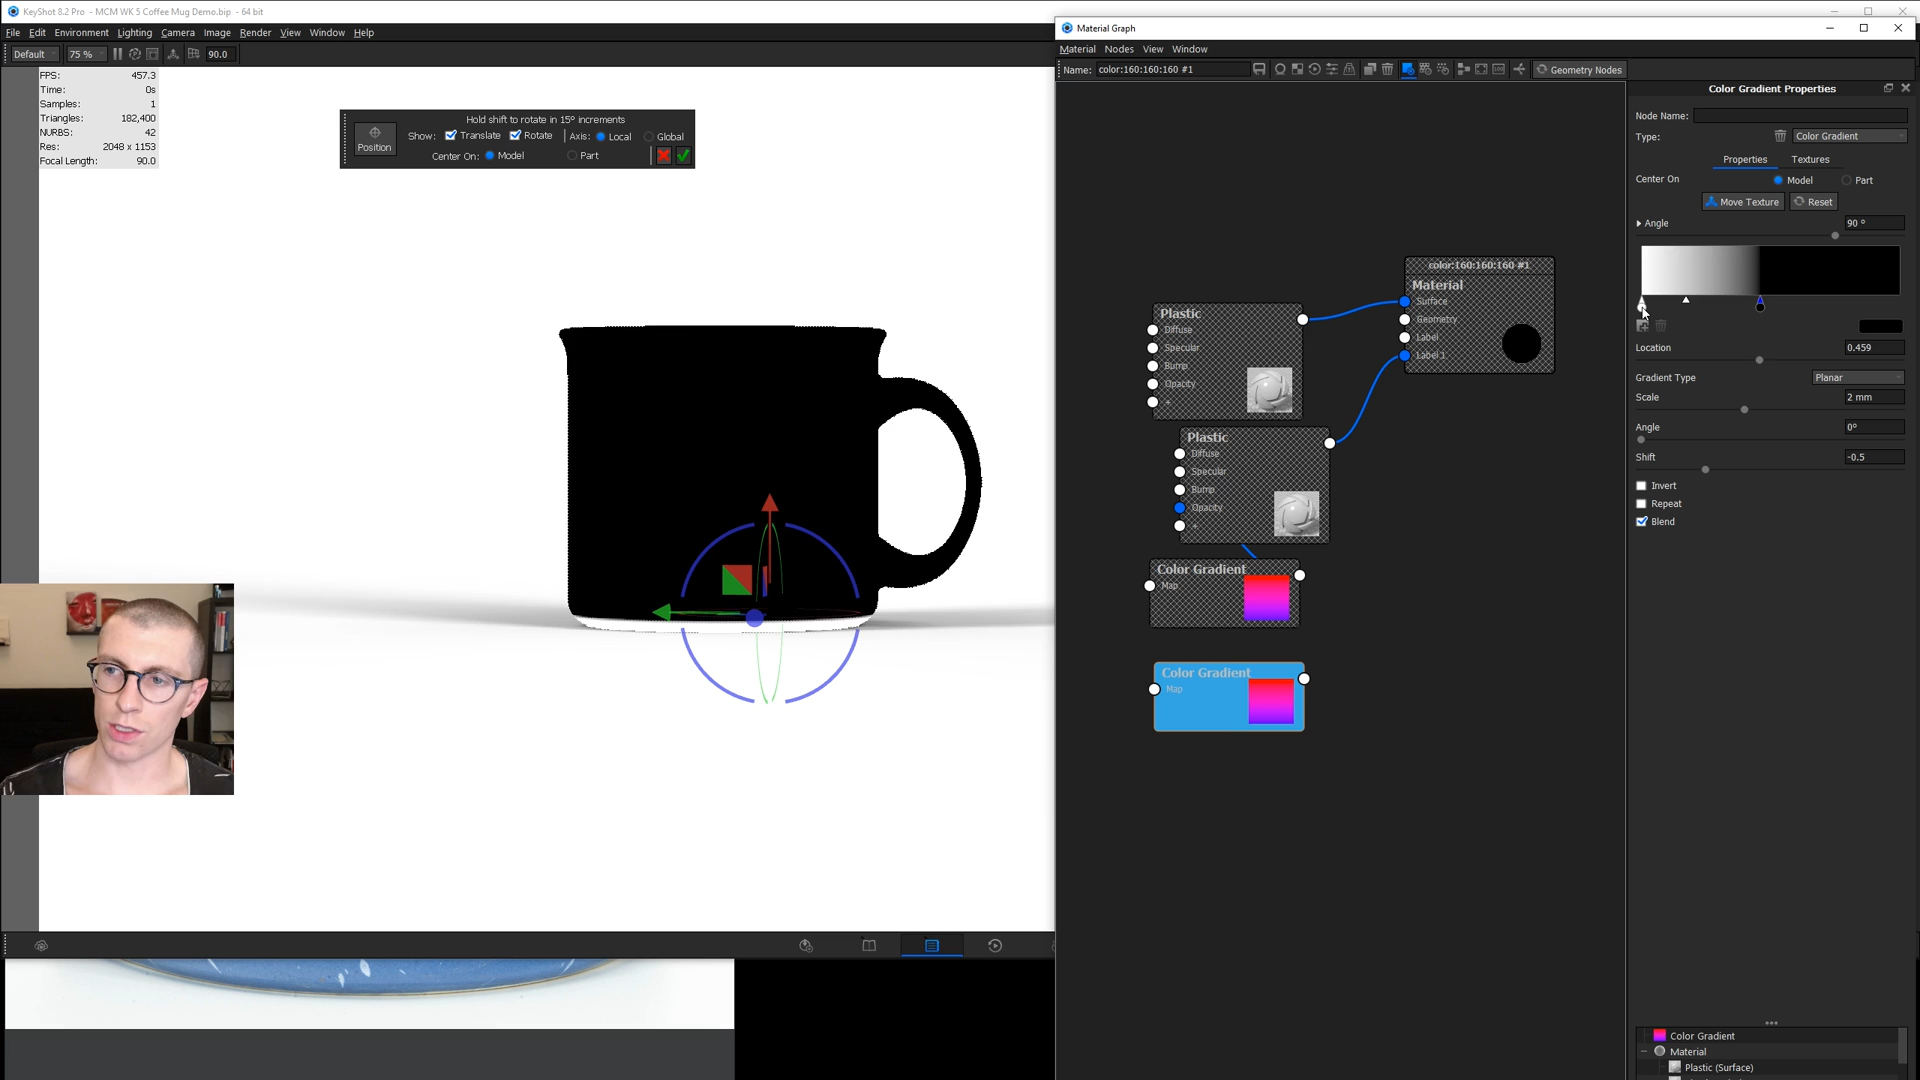 KeyShot 8.2 Pro - MCM WK 5 Coffee Mug Demo.bip - 64 bit
File Edit Environment Lighting Camera Image Render View Window Help
Default 75 % 90.0
FPS: 457.3
Time: 0s
Samples: 1
Triangles: 182,400
NURBS: 42
Res: 2048 x 1153
Focal Length: 90.0
Hold shift to rotate in 15º increments
Position
Show: Translate Rotate Axis: Local Global
Center On: Model Part
Material Graph
Material Nodes View Window
Name: color:160:160:160 #1 Geometry Nodes
color:160:160:160 #1
Material
Surface
Geometry
Label
Label 1
Plastic
Diffuse
Specular
Bump
Opacity
+
Plastic
Diffuse
Specular
Bump
Opacity
+
Color Gradient
Map
Color Gradient
Map
Color Gradient Properties
Node Name:
Type: Color Gradient
Properties Textures
Center On Model Part
Move Texture Reset
Angle 90 º
Location 0.459
Gradient Type Planar
Scale 2 mm
Angle 0º
Shift -0.5
Invert
Repeat
Blend
Color Gradient
Material
Plastic (Surface)